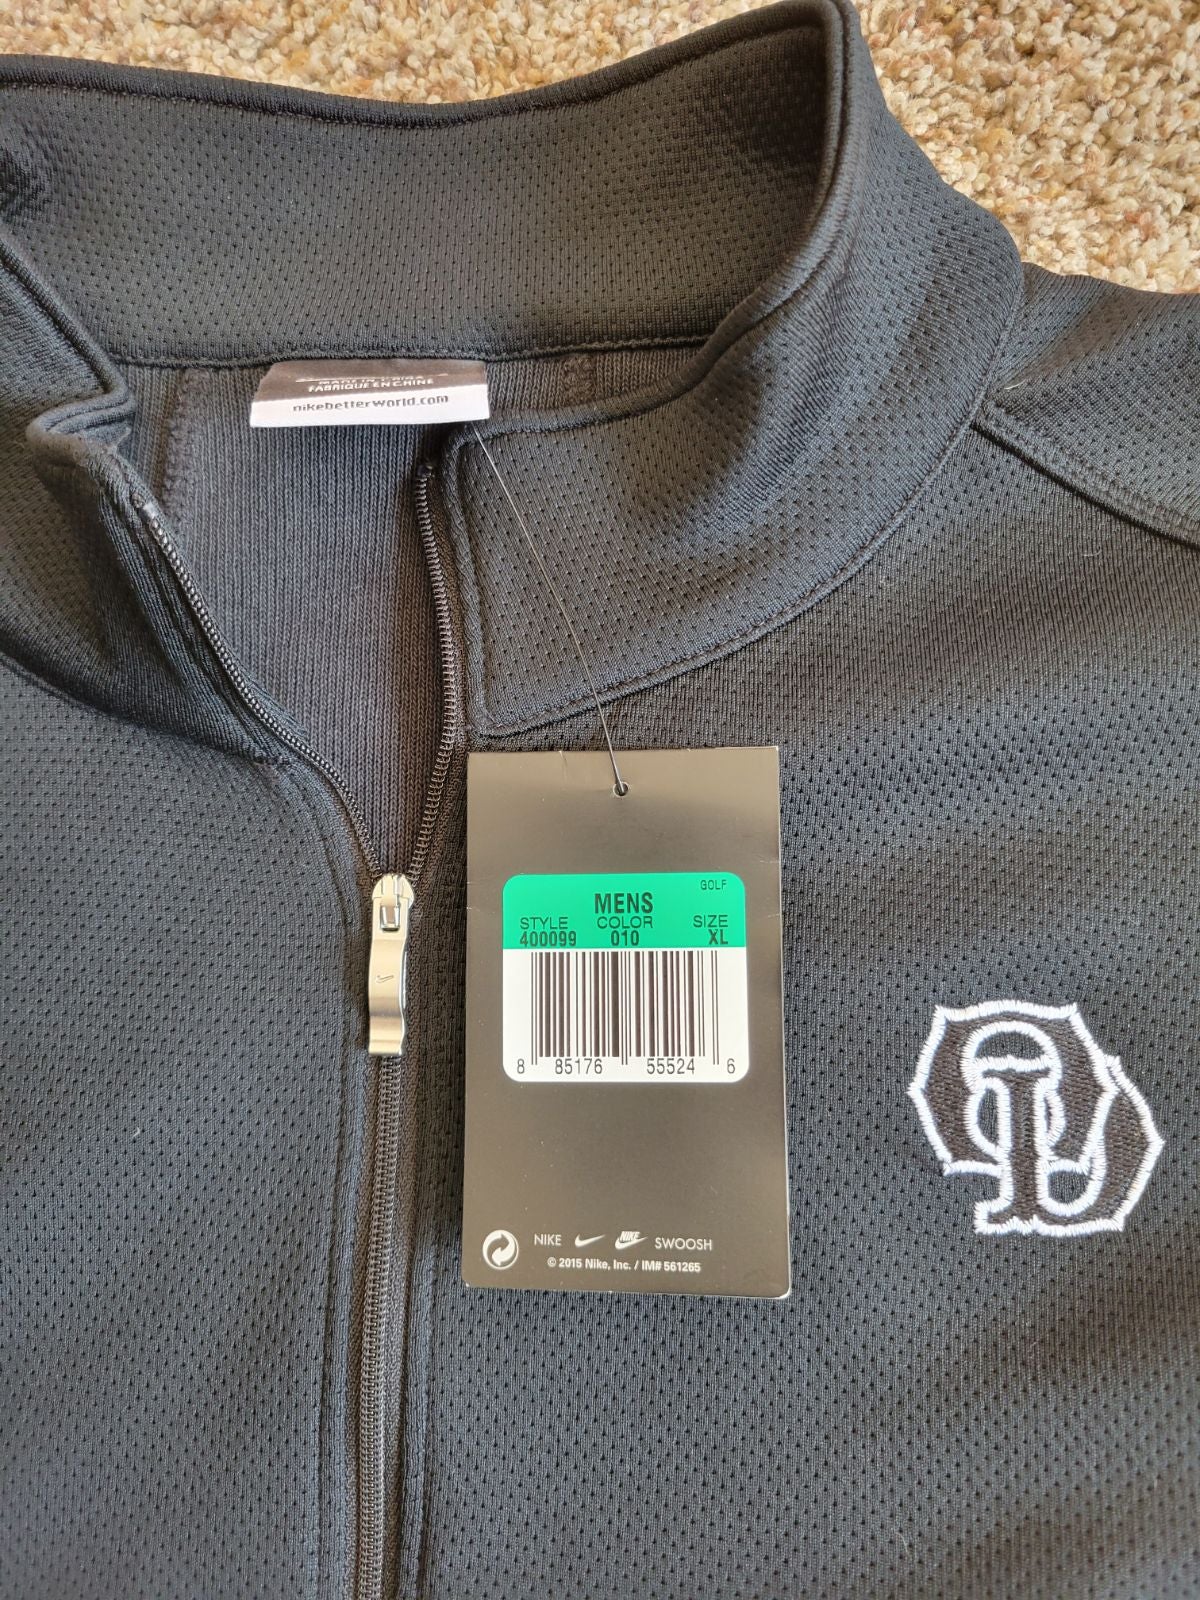 MADE IN CHINA
FABRIQUE EN CHINE
nikebetterworld.com
GOLF
MENS
STYLE COLOR SIZE
400099 010 XL
8 85176 55524 6
NIKE NIKE SWOOSH
© 2015 Nike, Inc. / IM# 561265